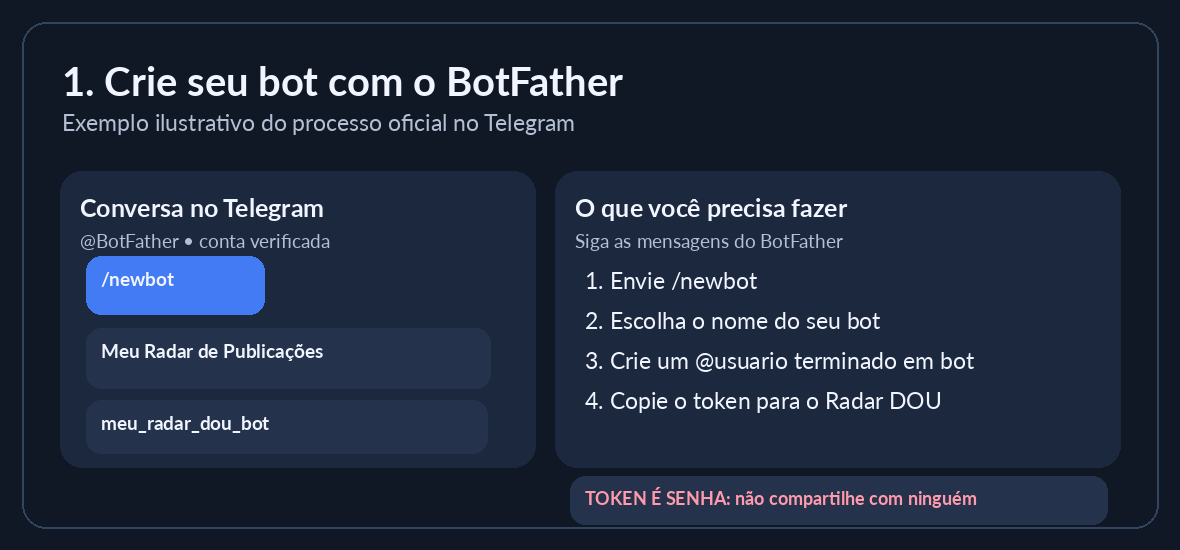 1. Crie seu bot com o BotFather
Exemplo ilustrativo do processo oficial no Telegram
Conversa no Telegram
@BotFather • conta verificada
/newbot
Meu Radar de Publicações
meu_radar_dou_bot
O que você precisa fazer
Siga as mensagens do BotFather
1. Envie /newbot
2. Escolha o nome do seu bot
3. Crie um @usuario terminado em bot
4. Copie o token para o Radar DOU
TOKEN É SENHA: não compartilhe com ninguém